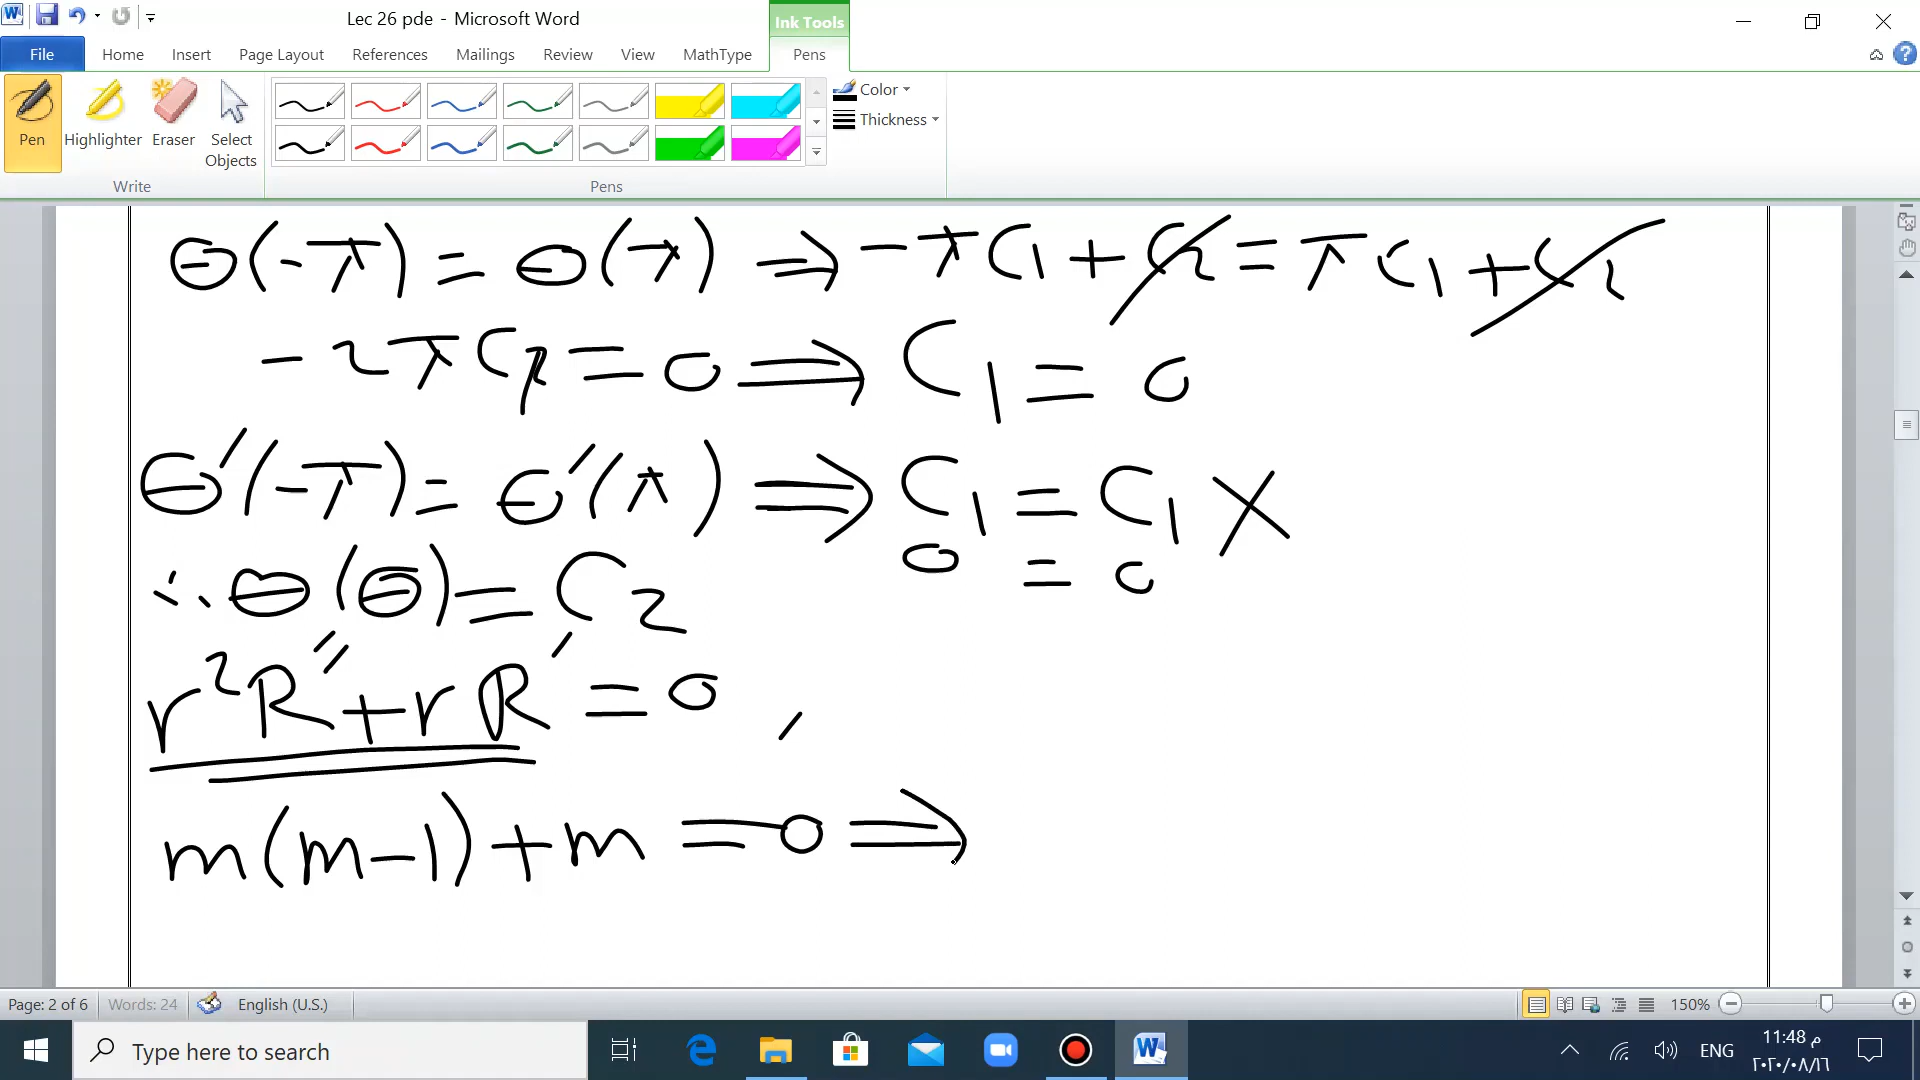 Lec 26 pde - Microsoft Word
Ink Tools
File Home Insert Page Layout References Mailings Review View MathType Pens
Pen Highlighter Eraser Select Objects
Color
Thickness
Write Pens
Θ(-π) = Θ(π) ⇒ -πC1 + C2 = πC1 + C2
-2πC1 = 0 ⇒ C1 = 0
Θ'(-π) = Θ'(π) ⇒ C1 = C1 X
0 = 0
∴ Θ(θ) = C2
r²R'' + rR' = 0 ,
m(m-1) + m = 0 ⇒
Page: 2 of 6 Words: 24 English (U.S.) 150%
Type here to search
ENG
11:48 م
٢٠٢٠/٠٨/١٦